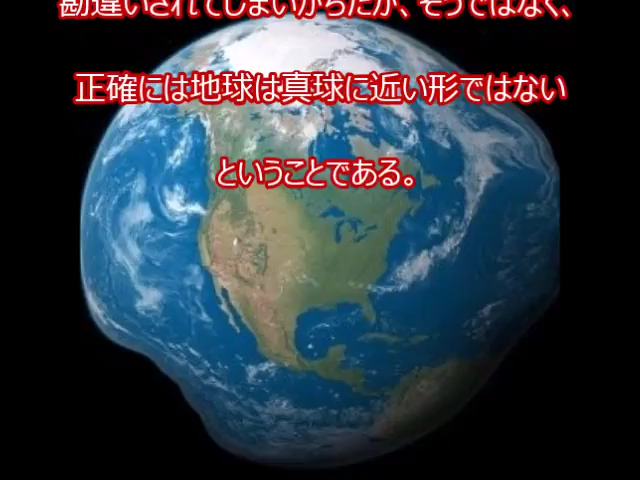 勘違いされてしまいがちだが、そうではなく、
正確には地球は真球に近い形ではない
ということである。